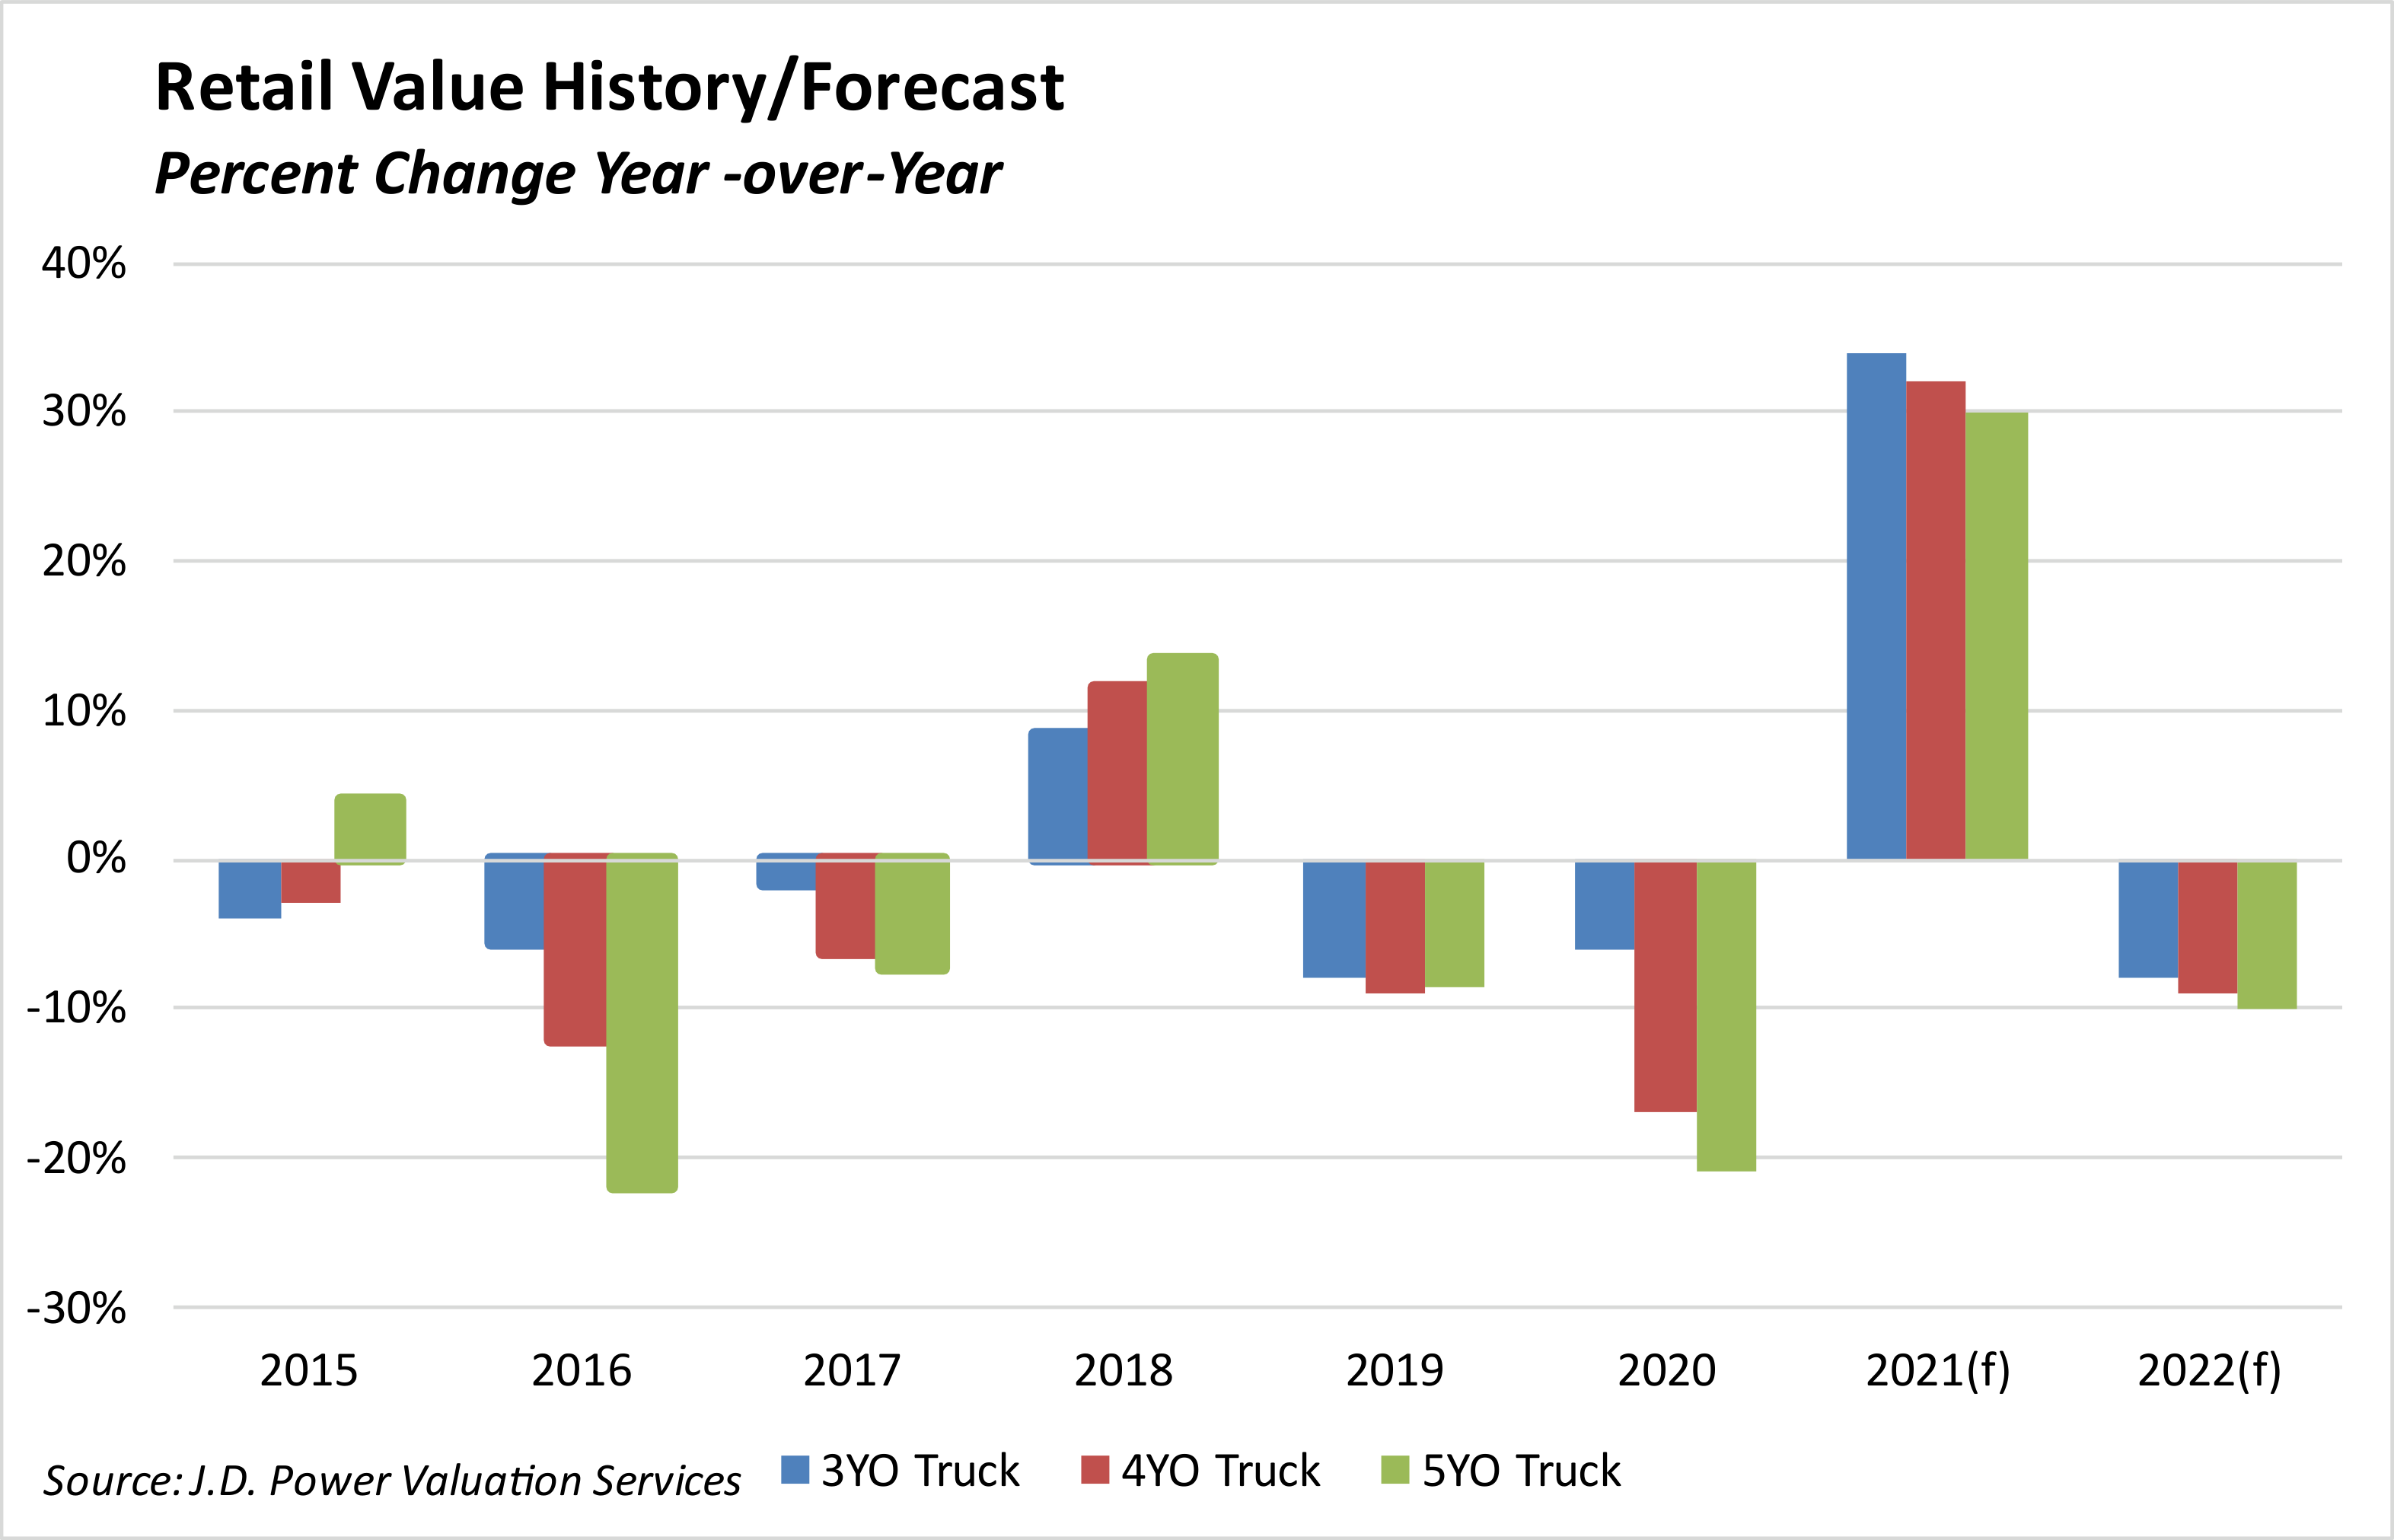 Retail Value History/Forecast
Percent Change Year -over-Year
40%
30%
20%
10%
0%
-10%
-20%
-30%
2015 2016 2017 2018 2019 2020 2021(f) 2022(f)
Source: J.D. Power Valuation Services 3YO Truck 4YO Truck 5YO Truck